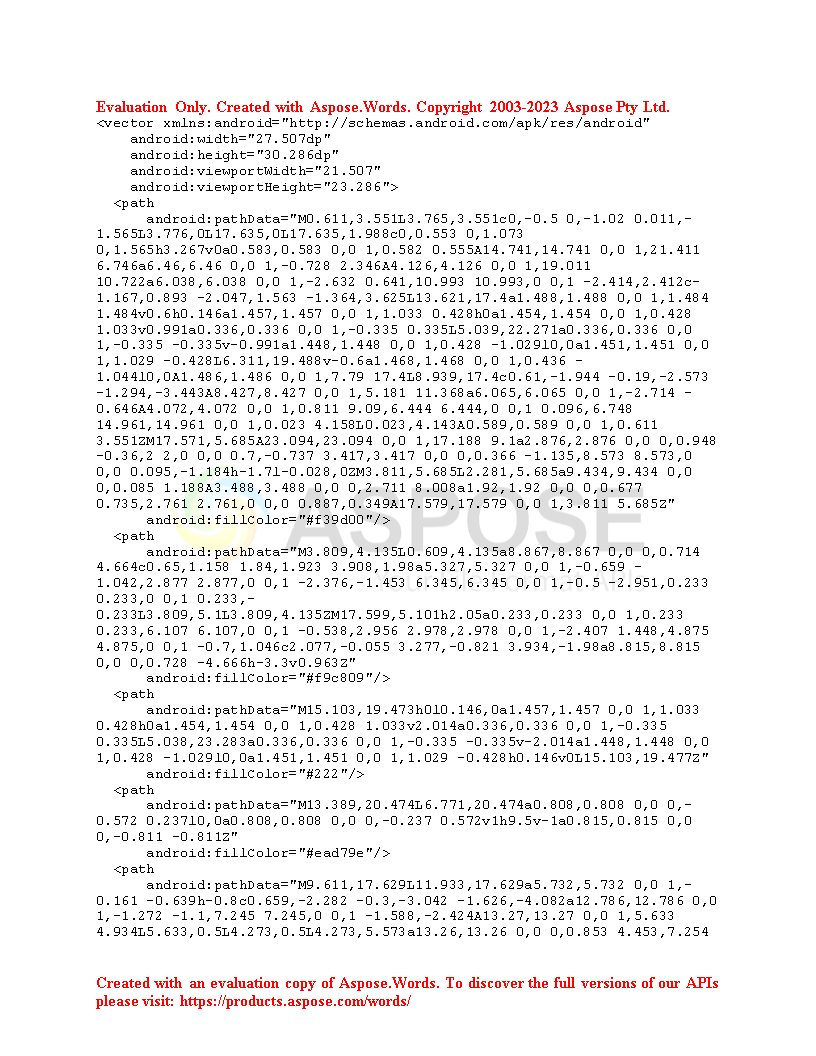 Evaluation Only. Created with Aspose.Words. Copyright 2003-2023 Aspose Pty Ltd.
<vector xmlns:android="http://schemas.android.com/apk/res/android"
android:width="27.507dp"
android:height="30.286dp"
android:viewportWidth="21.507"
android:viewportHeight="23.286">
<path
android:pathData="M0.611,3.551L3.765,3.551c0,-0.5 0,-1.02 0.011,-
1.565L3.776,0L17.635,0L17.635,1.988c0,0.553 0,1.073
0,1.565h3.267v0a0.583,0.583 0,0 1,0.582 0.555A14.741,14.741 0,0 1,21.411
6.746a6.46,6.46 0,0 1,-0.728 2.346A4.126,4.126 0,0 1,19.011
10.722a6.038,6.038 0,0 1,-2.632 0.641,10.993 10.993,0 0,1 -2.414,2.412c-
1.167,0.893 -2.047,1.563 -1.364,3.625L13.621,17.4a1.488,1.488 0,0 1,1.484
1.484v0.6h0.146a1.457,1.457 0,0 1,1.033 0.428h0a1.454,1.454 0,0 1,0.428
1.033v0.991a0.336,0.336 0,0 1,-0.335 0.335L5.039,22.271a0.336,0.336 0,0
1,-0.335 -0.335v-0.991a1.448,1.448 0,0 1,0.428 -1.029l0,0a1.451,1.451 0,0
1,1.029 -0.428L6.311,19.488v-0.6a1.468,1.468 0,0 1,0.436 -
1.044l0,0A1.486,1.486 0,0 1,7.79 17.4L8.939,17.4c0.61,-1.944 -0.19,-2.573
-1.294,-3.443A8.427,8.427 0,0 1,5.181 11.368a6.065,6.065 0,0 1,-2.714 -
0.646A4.072,4.072 0,0 1,0.811 9.09,6.444 6.444,0 0,1 0.096,6.748
14.961,14.961 0,0 1,0.023 4.158L0.023,4.143A0.589,0.589 0,0 1,0.611
3.551ZM17.571,5.685A23.094,23.094 0,0 1,17.188 9.1a2.876,2.876 0,0 0,0.948
-0.36,2 2,0 0,0 0.7,-0.737 3.417,3.417 0,0 0,0.366 -1.135,8.573 8.573,0
0,0 0.095,-1.184h-1.7l-0.028,0ZM3.811,5.685L2.281,5.685a9.434,9.434 0,0
0,0.085 1.188A3.488,3.488 0,0 0,2.711 8.008a1.92,1.92 0,0 0,0.677
0.735,2.761 2.761,0 0,0 0.887,0.349A17.579,17.579 0,0 1,3.811 5.685Z"
android:fillColor="#f39d00"/>
<path
android:pathData="M3.809,4.135L0.609,4.135a8.867,8.867 0,0 0,0.714
4.664c0.65,1.158 1.84,1.923 3.908,1.98a5.327,5.327 0,0 1,-0.659 -
1.042,2.877 2.877,0 0,1 -2.376,-1.453 6.345,6.345 0,0 1,-0.5 -2.951,0.233
0.233,0 0,1 0.233,-
0.233L3.809,5.1L3.809,4.135ZM17.599,5.101h2.05a0.233,0.233 0,0 1,0.233
0.233,6.107 6.107,0 0,1 -0.538,2.956 2.978,2.978 0,0 1,-2.407 1.448,4.875
4.875,0 0,1 -0.7,1.046c2.077,-0.055 3.277,-0.821 3.934,-1.98a8.815,8.815
0,0 0,0.728 -4.666h-3.3v0.963Z"
android:fillColor="#f9c809"/>
<path
android:pathData="M15.103,19.473h0l0.146,0a1.457,1.457 0,0 1,1.033
0.428h0a1.454,1.454 0,0 1,0.428 1.033v2.014a0.336,0.336 0,0 1,-0.335
0.335L5.038,23.283a0.336,0.336 0,0 1,-0.335 -0.335v-2.014a1.448,1.448 0,0
1,0.428 -1.029l0,0a1.451,1.451 0,0 1,1.029 -0.428h0.146v0L15.103,19.477Z"
android:fillColor="#222"/>
<path
android:pathData="M13.389,20.474L6.771,20.474a0.808,0.808 0,0 0,-
0.572 0.237l0,0a0.808,0.808 0,0 0,-0.237 0.572v1h9.5v-1a0.815,0.815 0,0
0,-0.811 -0.811Z"
android:fillColor="#ead79e"/>
<path
android:pathData="M9.611,17.629L11.933,17.629a5.732,5.732 0,0 1,-
0.161 -0.639h-0.8c0.659,-2.282 -0.3,-3.042 -1.626,-4.082a12.786,12.786 0,0
1,-1.272 -1.1,7.245 7.245,0 0,1 -1.588,-2.424A13.27,13.27 0,0 1,5.633
4.934L5.633,0.5L4.273,0.5L4.273,5.573a13.26,13.26 0,0 0,0.853 4.453,7.254
Created with an evaluation copy of Aspose.Words. To discover the full versions of our APIs
please visit: https://products.aspose.com/words/
ASPOSE